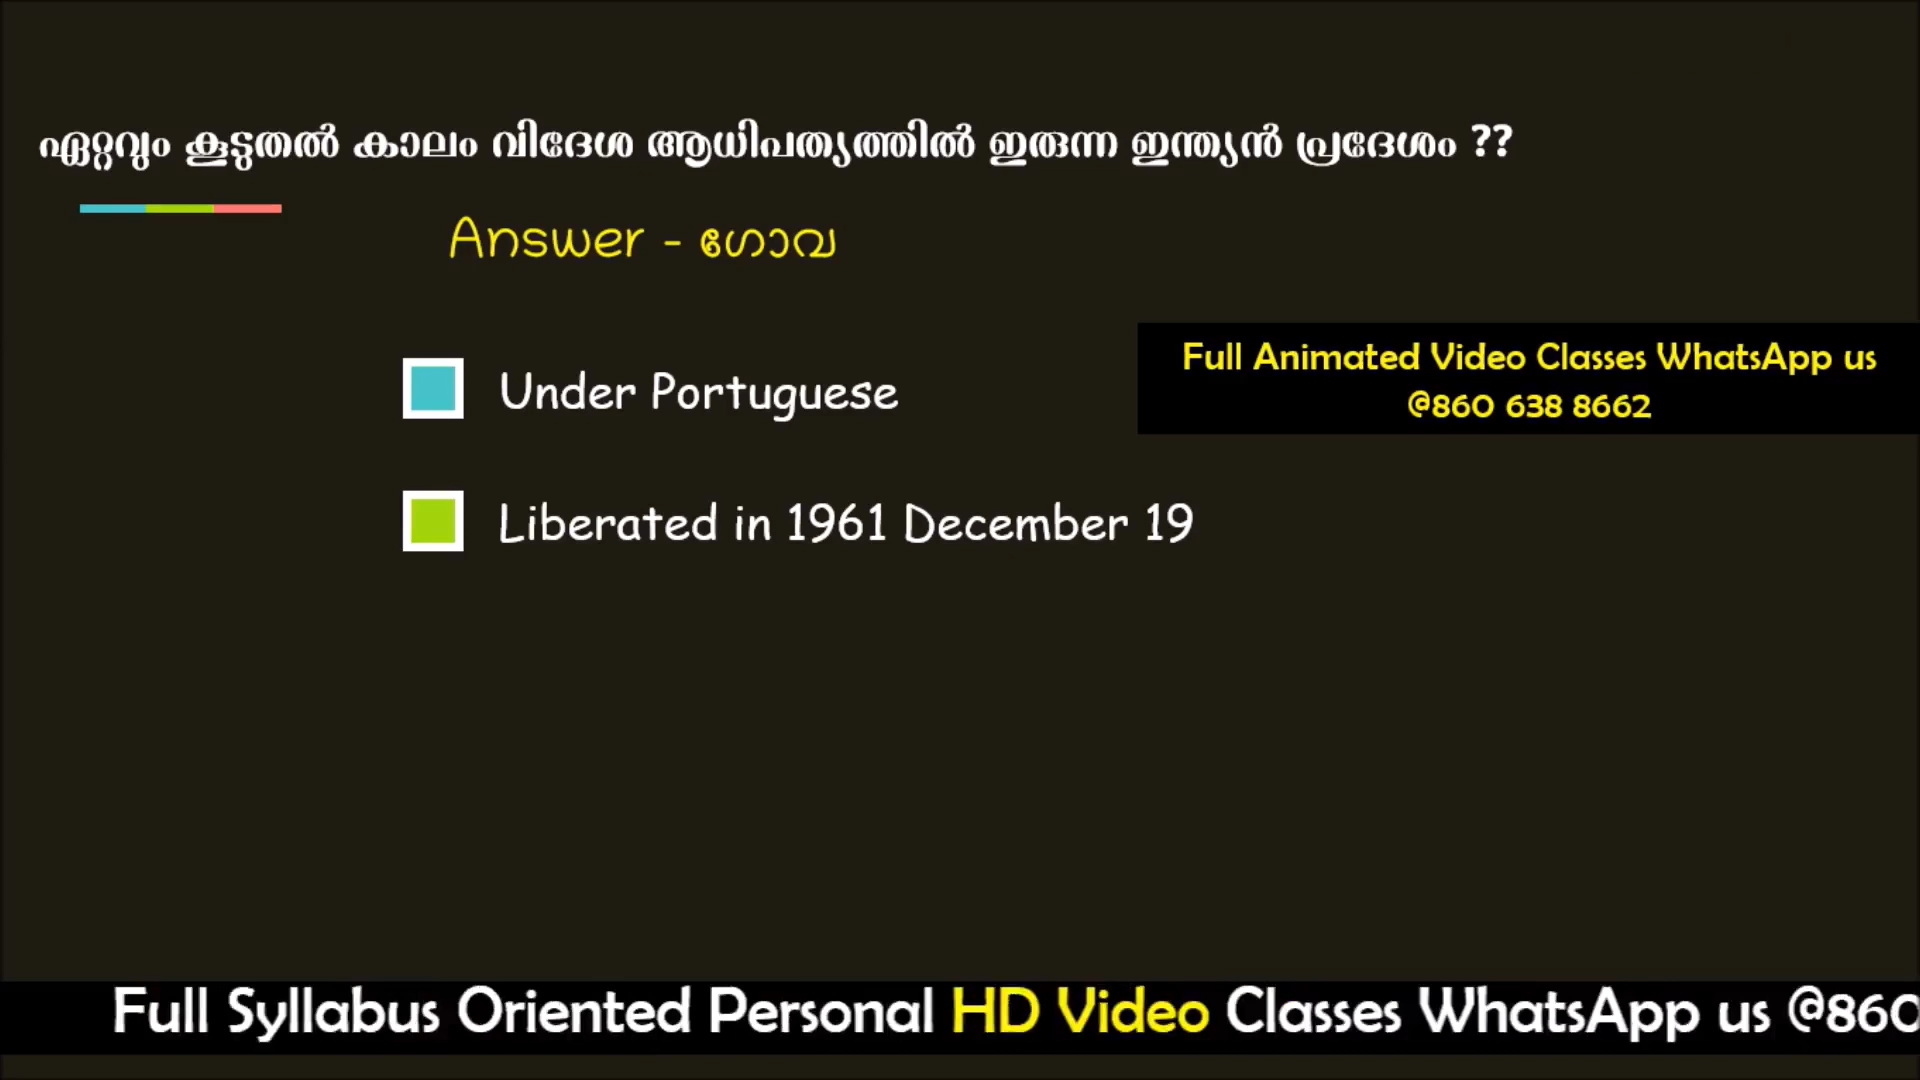 ഏറ്റവും കൂടുതൽ കാലം വിദേശ ആധിപത്യത്തിൽ ഇരുന്ന ഇന്ത്യൻ പ്രദേശം ??
Answer - ഗോവ
Under Portuguese
Liberated in 1961 December 19
Full Animated Video Classes WhatsApp us
@860 638 8662
Full Syllabus Oriented Personal HD Video Classes WhatsApp us @860